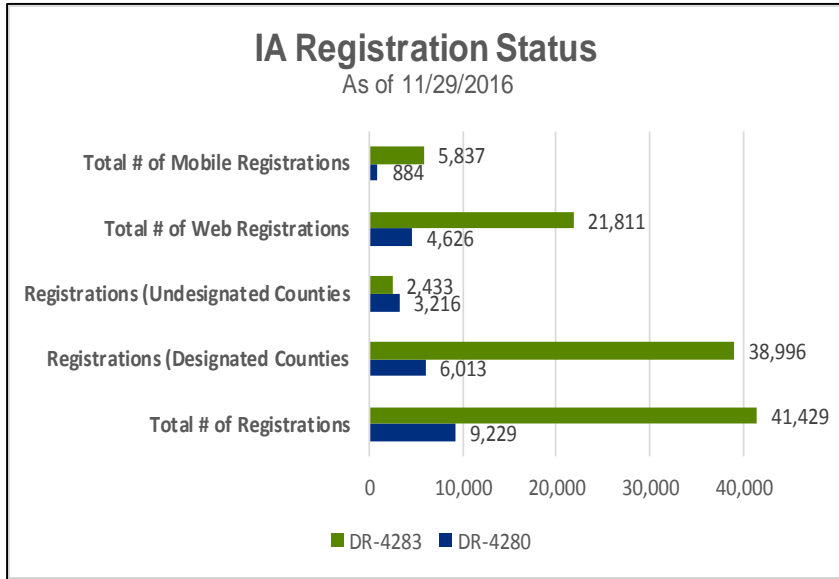 IA Registration Status
As of 11/29/2016
Total # of Mobile Registrations
5,837
884
Total # of Web Registrations
21,811
4,626
Registrations (Undesignated Counties
2,433
3,216
Registrations (Designated Counties
38,996
6,013
Total # of Registrations
41,429
9,229
0 10,000 20,000 30,000 40,000
DR-4283 DR-4280